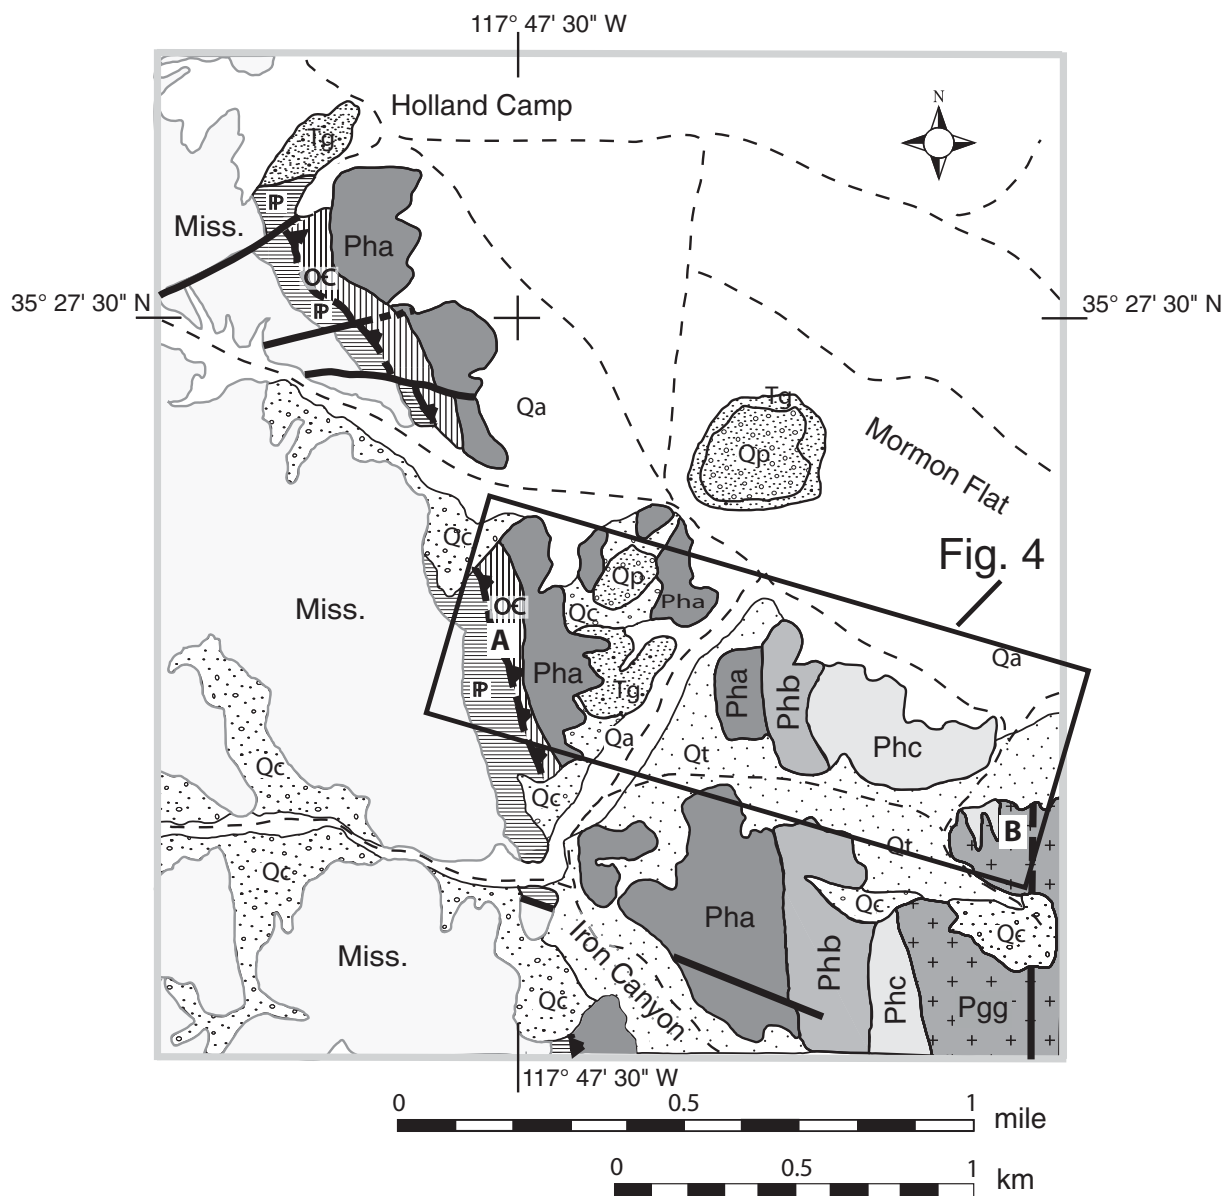 117° 47' 30" W
Holland Camp
N
Tg
IP
Miss.
Pha
OЄ
35° 27' 30" N
35° 27' 30" N
IP
Tg
Qa
Mormon Flat
Qp
Qc
Fig. 4
Qp
Pha
Miss.
OЄ
Qc
A
Qa
Pha
Pha
Phb
IP
Tg
Qa
Phc
Qt
Qc
Qc
B
Qt
Qc
Qc
Pha
Qc
Iron Canyon
Phb
Miss.
Qc
Phc
Pgg
117° 47' 30" W
0 0.5 1
mile
0 0.5 1
km